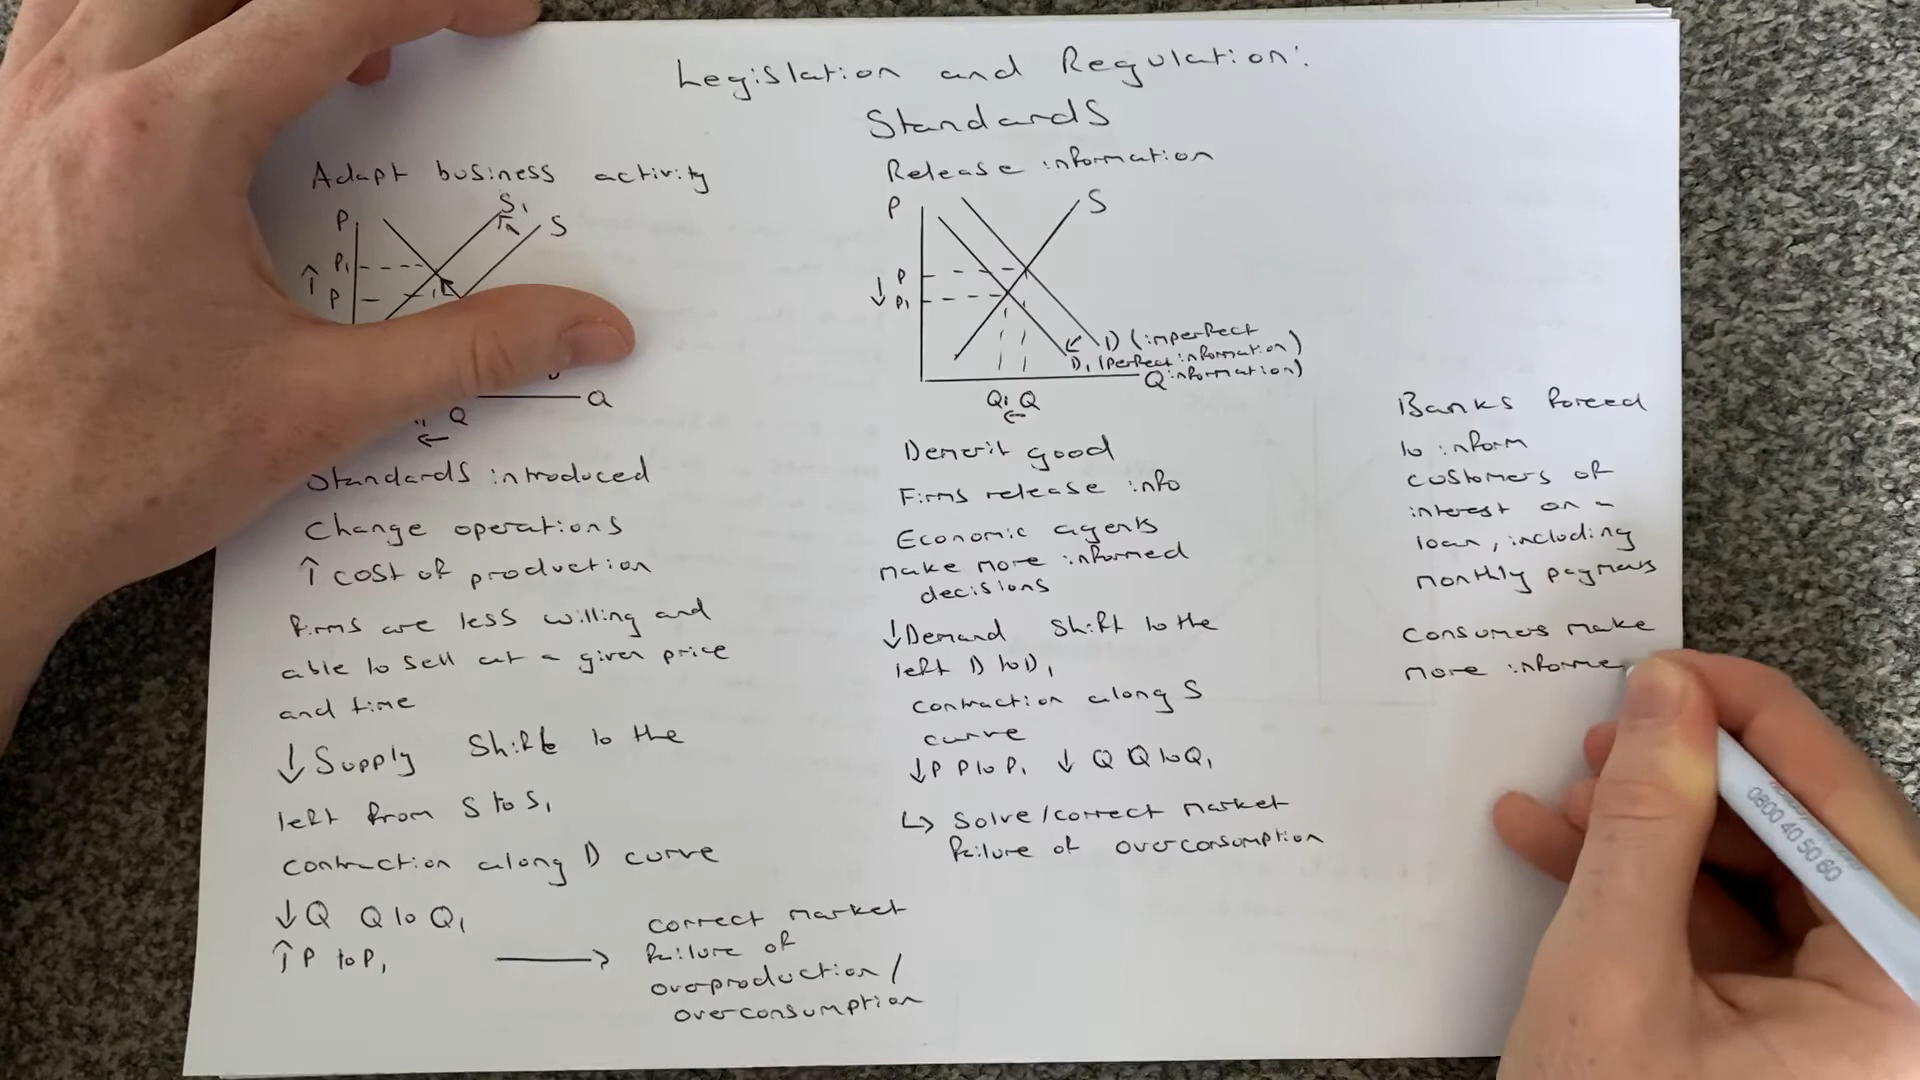 Legislation and Regulation:
Standards
Adapt business activity
P
S1
S
P1
↑
P
Q
Q
←
Standards introduced
Change operations
↑ cost of production
firms are less willing and
able to sell at a given price
and time
↓ Supply shift to the
left from S to S1
contraction along D curve
↓ Q Q to Q1
↑ P to P1
→ correct market
failure of
overproduction/
overconsumption
Release information
P
S
P
↓ P1
D (imperfect
D1 (perfect information)
Q information)
Q1 Q
←
Demerit good
Firms release info
Economic agents
make more informed
decisions
↓ Demand shift to the
left D to D1
contraction along S
curve
↓ P P to P1 ↓ Q Q to Q1
↳ Solve/correct market
failure of overconsumption
Banks forced
to inform
customers of
interest on a
loan, including
monthly payments
consumers make
more informe
0800 40 50 60